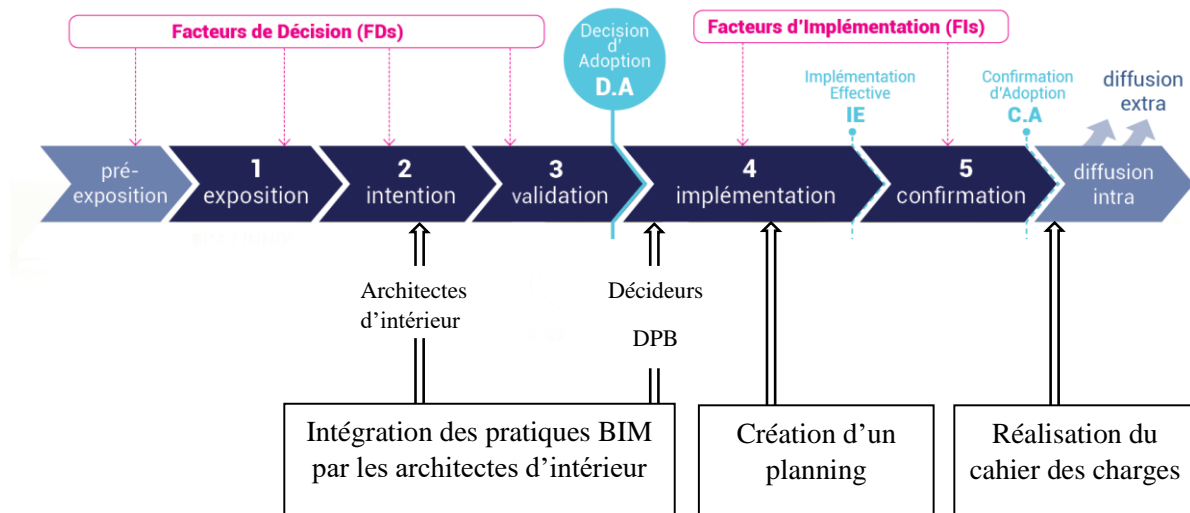 Facteurs de Décision (FDs)
Decision
d'
Adoption
D.A
Facteurs d'Implémentation (FIs)
Implémentation
Effective
IE
Confirmation
d'Adoption
C.A
diffusion
extra
pré-
exposition
1
exposition
2
intention
3
validation
4
implémentation
5
confirmation
diffusion
intra
Architectes
d’intérieur
Décideurs
DPB
Intégration des pratiques BIM
par les architectes d’intérieur
Création d’un
planning
Réalisation du
cahier des charges